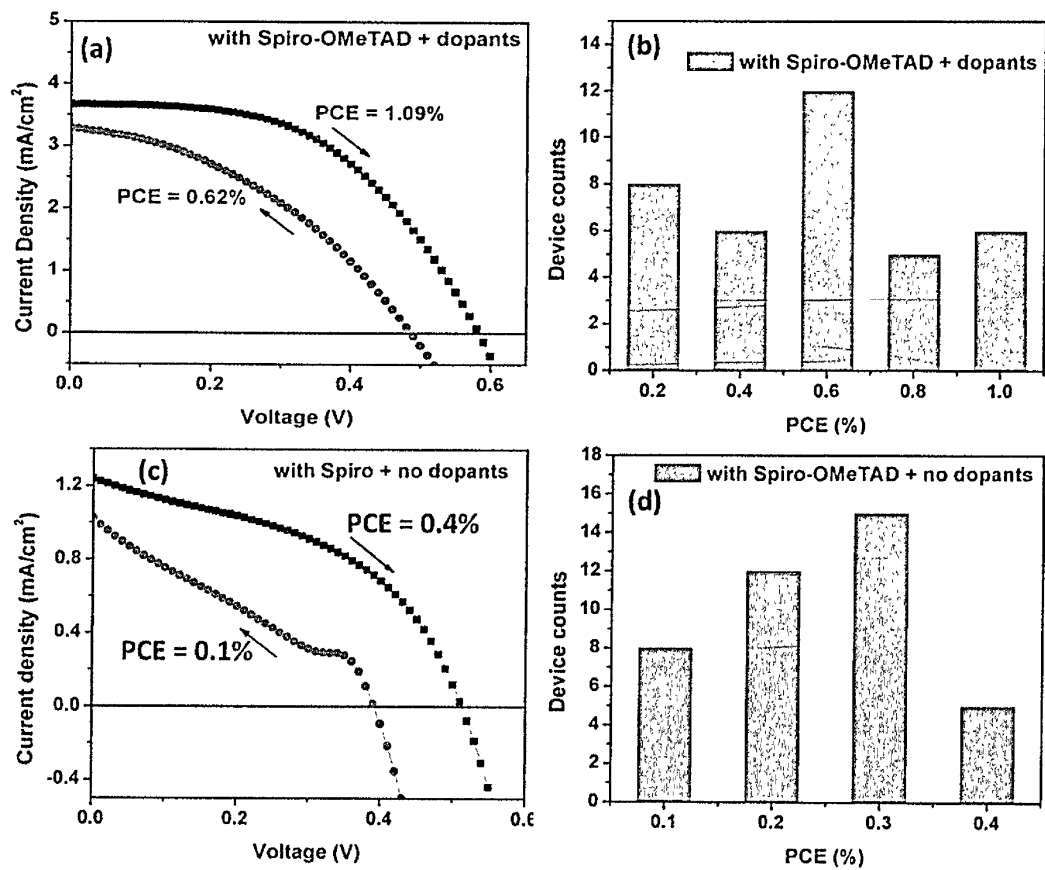 (a)
with Spiro-OMeTAD + dopants
PCE = 1.09%
PCE = 0.62%
Current Density (mA/cm²)
5
4
3
2
1
0
0.0 0.2 0.4 0.6
Voltage (V)
(b)
with Spiro-OMeTAD + dopants
Device counts
14
12
10
8
6
4
2
0
0.2 0.4 0.6 0.8 1.0
PCE (%)
(c)
with Spiro + no dopants
PCE = 0.4%
PCE = 0.1%
Current density (mA/cm²)
1.2
0.8
0.4
0.0
-0.4
0.0 0.2 0.4 0.6
Voltage (V)
with Spiro-OMeTAD + no dopants
(d)
Device counts
18
16
14
12
10
8
6
4
2
0
0.1 0.2 0.3 0.4
PCE (%)